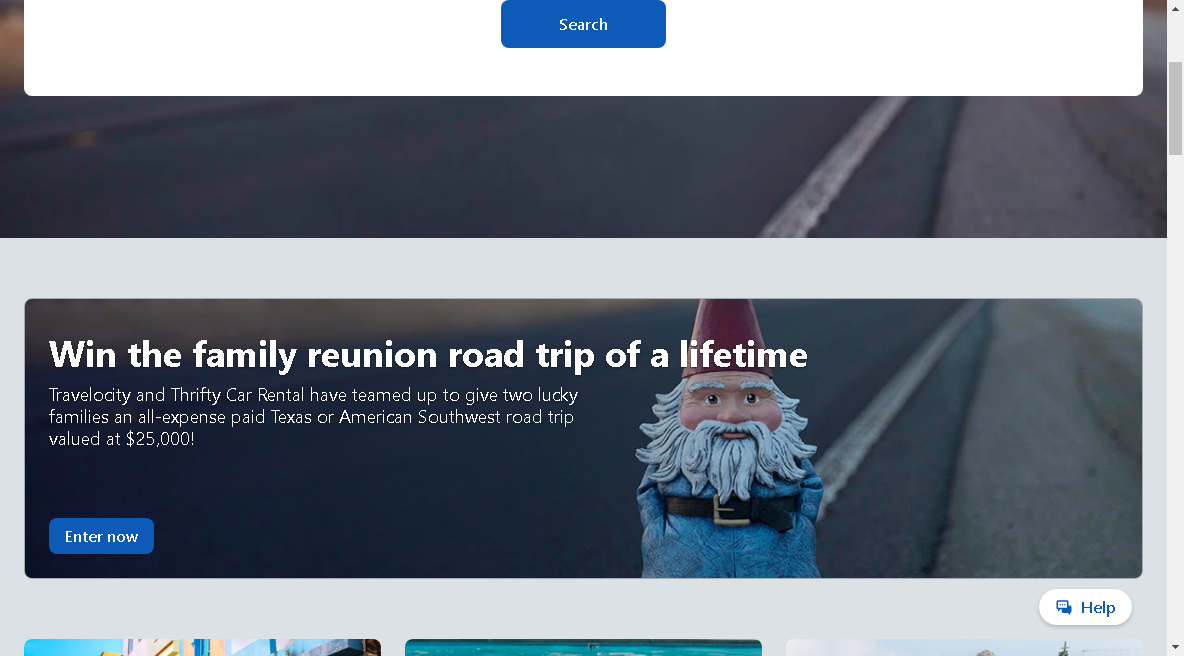 Search
Win the family reunion road trip of a lifetime
Travelocity and Thrifty Car Rental have teamed up to give two lucky
families an all-expense paid Texas or American Southwest road trip
valued at $25,000!
Enter now
Help